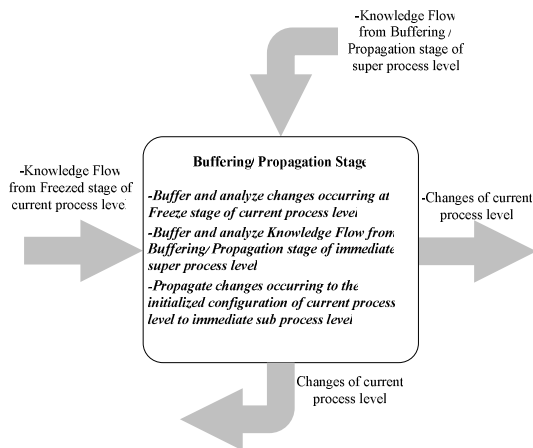 -Knowledge Flow
from Buffering /
Propagation stage of
super process level
-Knowledge Flow
from Freezed stage of
current process level
Buffering/ Propagation Stage
-Buffer and analyze changes occurring at
Freeze stage of current process level
-Buffer and analyze Knowledge Flow from
Buffering/ Propagation stage of immediate
super process level
-Propagate changes occurring to the
initialized configuration of current process
level to immediate sub process level
-Changes of current
process level
Changes of current
process level